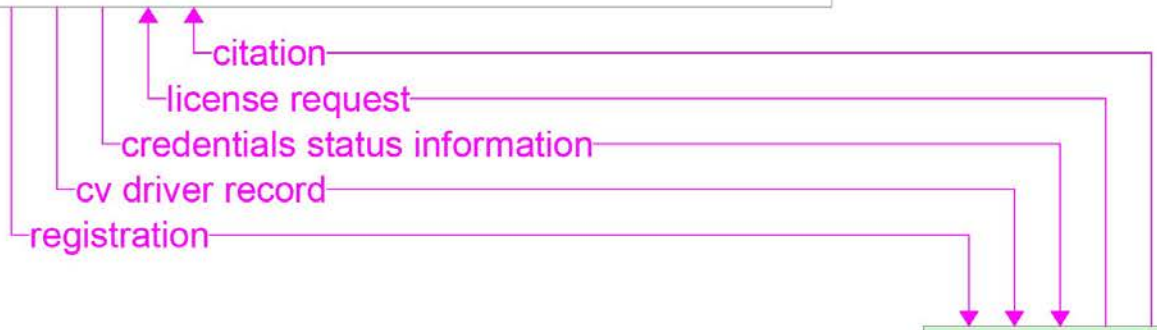 citation
license request
credentials status information
cv driver record
registration